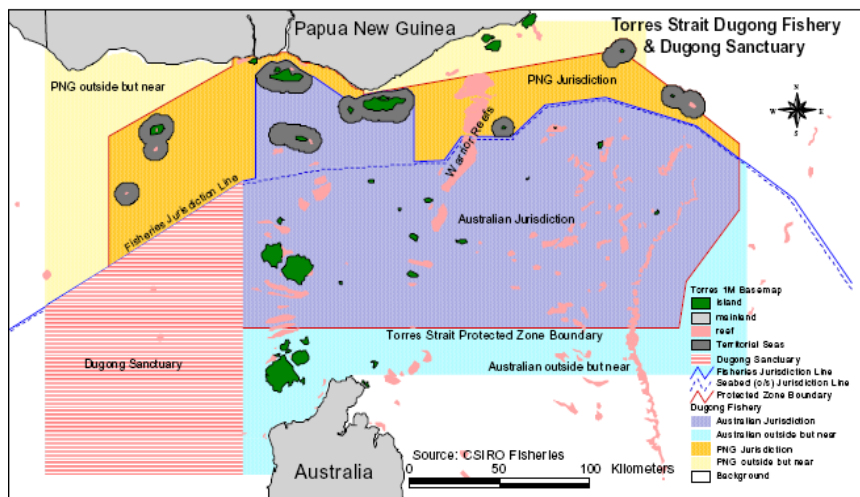 Papua New Guinea
Torres Strait Dugong Fishery
& Dugong Sanctuary
PNG outside but near
PNG Jurisdiction
N
W E
S
Warrior Reefs
Fisheries Jurisdiction Line
Australian Jurisdiction
Torres Strait Protected Zone Boundary
Dugong Sanctuary
Australian outside but near
Australia
Source: CSIRO Fisheries
0 50 100 Kilometers
Torres 1M Basemap
island
mainland
reef
Territorial Seas
Dugong Sanctuary
Fisheries Jurisdiction Line
Seabed (c/s) Jurisdiction Line
Protected Zone Boundary
Dugong Fishery
Australian Jurisdiction
Australian outside but near
PNG Jurisdiction
PNG outside but near
Background